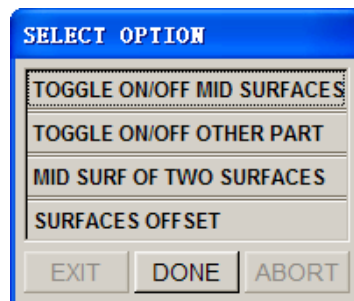 SELECT OPTION
TOGGLE ON/OFF MID SURFACES
TOGGLE ON/OFF OTHER PART
MID SURF OF TWO SURFACES
SURFACES OFFSET
EXIT DONE ABORT